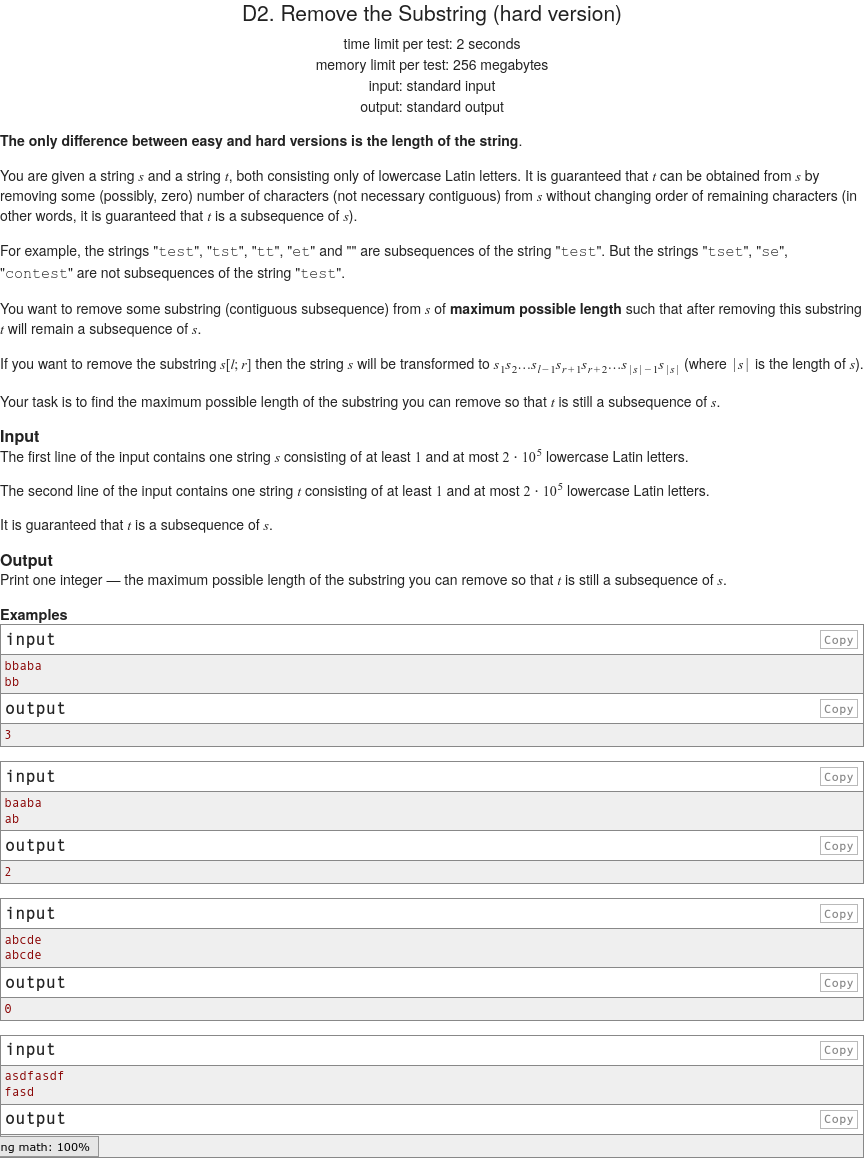 D2. Remove the Substring (hard version)
time limit per test: 2 seconds
memory limit per test: 256 megabytes
input: standard input
output: standard output
The only difference between easy and hard versions is the length of the string.
You are given a string s and a string t, both consisting only of lowercase Latin letters. It is guaranteed that t can be obtained from s by
removing some (possibly, zero) number of characters (not necessary contiguous) from s without changing order of remaining characters (in
other words, it is guaranteed that t is a subsequence of s).
For example, the strings "test", "tst", "tt", "et" and "" are subsequences of the string "test". But the strings "tset", "se",
"contest" are not subsequences of the string "test".
You want to remove some substring (contiguous subsequence) from s of maximum possible length such that after removing this substring
t will remain a subsequence of s.
If you want to remove the substring s[l; r] then the string s will be transformed to s1s2…sl−1sr+1sr+2…s|s|−1s|s| (where |s| is the length of s).
Your task is to find the maximum possible length of the substring you can remove so that t is still a subsequence of s.
Input
The first line of the input contains one string s consisting of at least 1 and at most 2 · 10^5 lowercase Latin letters.
The second line of the input contains one string t consisting of at least 1 and at most 2 · 10^5 lowercase Latin letters.
It is guaranteed that t is a subsequence of s.
Output
Print one integer — the maximum possible length of the substring you can remove so that t is still a subsequence of s.
Examples
input Copy
bbaba
bb
output Copy
3
input Copy
baaba
ab
output Copy
2
input Copy
abcde
abcde
output Copy
0
input Copy
asdfasdf
fasd
output Copy
ng math: 100%